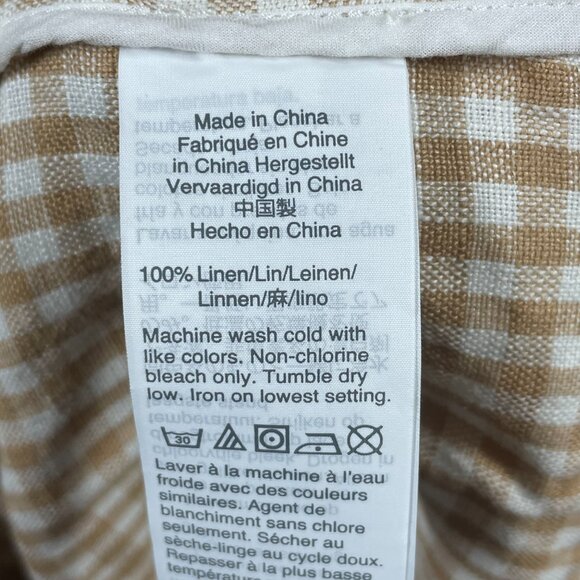 Made in China
Fabriqué en Chine
in China Hergestellt
Vervaardigd in China
中国製
Hecho en China
100% Linen/Lin/Leinen/
Linnen/麻/lino
Machine wash cold with
like colors. Non-chlorine
bleach only. Tumble dry
low. Iron on lowest setting.
30
Laver à la machine à l'eau
froide avec des couleurs
similaires. Agent de
blanchiment sans chlore
seulement. Sécher au
sèche-linge au cycle doux.
Repasser à la plus basse
température